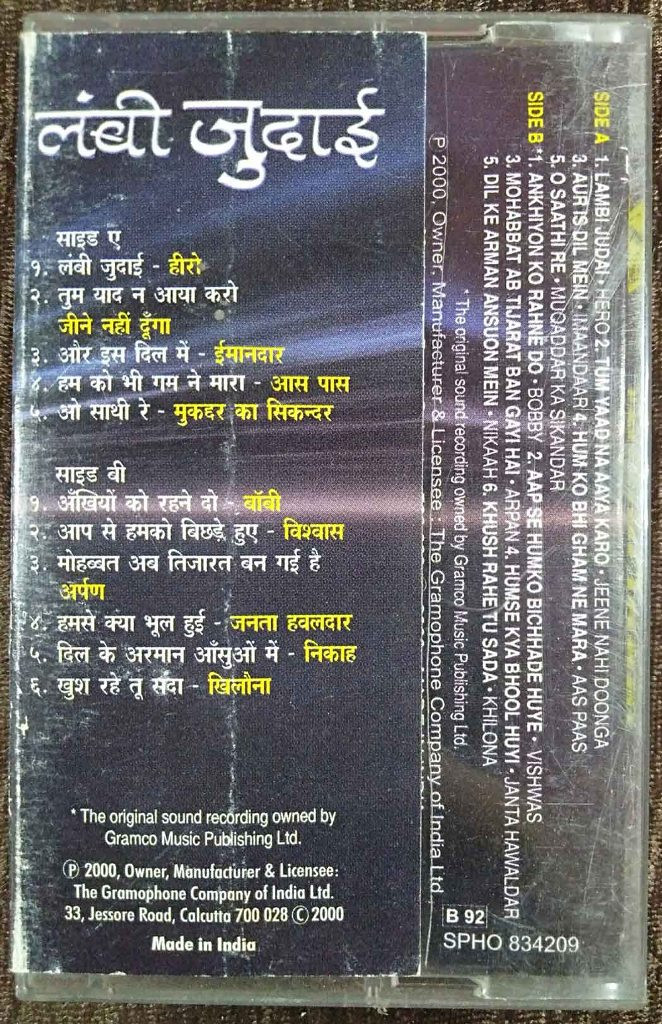 लंबी जुदाई
साइड ए
१. लंबी जुदाई - हीरो
२. तुम याद न आया करो
जीने नहीं दूँगा
३. और इस दिल में - ईमानदार
४. हम को भी गम ने मारा - आस पास
५. ओ साथी रे - मुकद्दर का सिकन्दर
साइड बी
१. अँखियों को रहने दो - बॉबी
२. आप से हमको बिछड़े हुए - विश्वास
३. मोहब्बत अब तिजारत बन गई है
अर्पण
४. हमसे क्या भूल हुई - जनता हवलदार
५. दिल के अरमान आँसुओं में - निकाह
६. खुश रहे तू सदा - खिलौना
* The original sound recording owned by
Gramco Music Publishing Ltd.
Ⓟ 2000, Owner, Manufacturer & Licensee:
The Gramophone Company of India Ltd.
33, Jessore Road, Calcutta 700 028 © 2000
Made in India
SIDE A 1. LAMBI JUDAI • HERO 2. TUM YAAD NA AAYA KARO • JEENE NAHI DOONGA
3. AUR IS DIL MEIN • IMAANDAAR 4. HUM KO BHI GHAM NE MARA • AAS PAAS
5. O SAATHI RE • MUQADDAR KA SIKANDAR
SIDE B *1. ANKHIYON KO RAHNE DO • BOBBY 2. AAP SE HUMKO BICHHADE HUYE • VISHWAS
3. MOHABBAT AB TIJARAT BAN GAYI HAI • ARPAN 4. HUMSE KYA BHOOL HUYI • JANTA HAWALDAR
5. DIL KE ARMAN ANSUON MEIN • NIKAAH 6. KHUSH RAHE TU SADA • KHILONA
* The original sound recording owned by Gramco Music Publishing Ltd.
Ⓟ 2000, Owner, Manufacturer & Licensee : The Gramophone Company of India Ltd
B 92
SPHO 834209